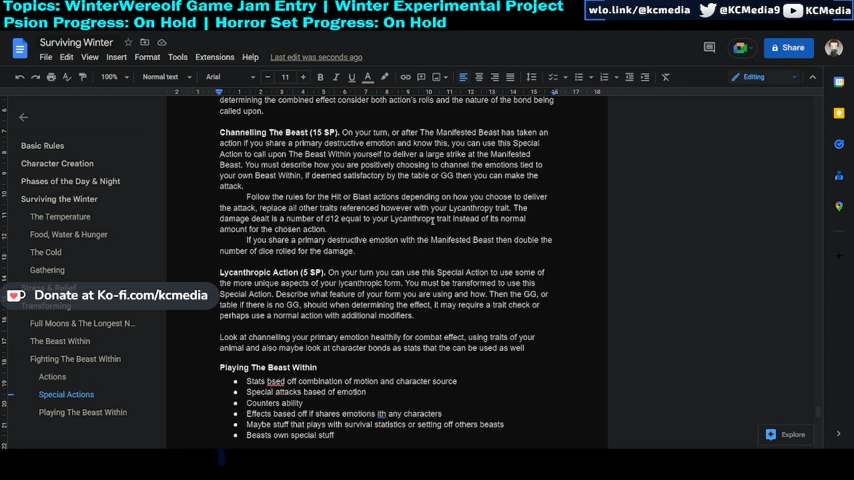 Topics: WinterWereolf Game Jam Entry | Winter Experimental Project
Psion Progress: On Hold | Horror Set Progress: On Hold
wlo.link/@kcmedia @KCMedia9 KCMedia
Surviving Winter
File Edit View Insert Format Tools Extensions Help Last edit was seconds ago
Share
100% Normal text Arial 11 Editing
Basic Rules
Character Creation
Phases of the Day & Night
Surviving the Winter
The Temperature
Food, Water & Hunger
The Cold
Gathering
Donate at Ko-fi.com/kcmedia
Full Moons & The Longest N...
The Beast Within
Fighting The Beast Within
Actions
Special Actions
Playing The Beast Within
determining the combined effect consider both action's rolls and the nature of the bond being
called upon.
Channelling The Beast (15 SP). On your turn, or after The Manifested Beast has taken an
action if you share a primary destructive emotion and know this, you can use this Special
Action to call upon The Beast Within yourself to deliver a large strike at the Manifested
Beast. You must describe how you are positively choosing to channel the emotions tied to
your own Beast Within, if deemed satisfactory by the table or GG then you can make the
attack.
Follow the rules for the Hit or Blast actions depending on how you choose to deliver
the attack, replace all other traits referenced however with your Lycanthropy trait. The
damage dealt is a number of d12 equal to your Lycanthropy trait instead of its normal
amount for the chosen action.
If you share a primary destructive emotion with the Manifested Beast then double the
number of dice rolled for the damage.
Lycanthropic Action (5 SP). On your turn you can use this Special Action to use some of
the more unique aspects of your lycanthropic form. You must be transformed to use this
Special Action. Describe what feature of your form you are using and how. Then the GG, or
table if there is no GG, should when determining the effect, it may require a trait check or
perhaps use a normal action with additional modifiers.
Look at channelling your primary emotion healthily for combat effect, using traits of your
animal and also maybe look at character bonds as stats that the can be used as well
Playing The Beast Within
● Stats bsed off combination of motion and character source
● Special attacks based of emotion
● Counters ability
● Effects based off if shares emotions ith any characters
● Maybe stuff that plays with survival statistics or setting off others beasts
● Beasts own special stuff
Explore